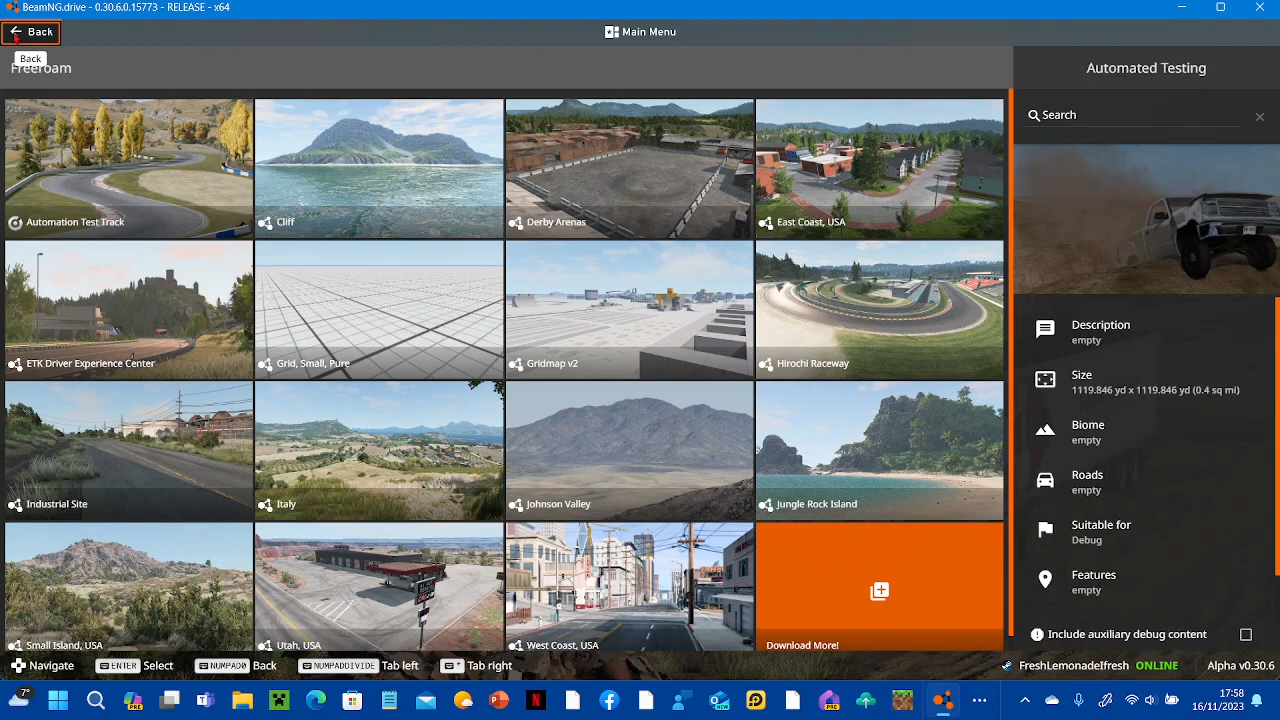 BeamNG.drive - 0.30.6.0.15773 - RELEASE - x64
Back
Main Menu
Back
Freeroam
Automated Testing
Search
Automation Test Track
Cliff
Derby Arenas
East Coast, USA
ETK Driver Experience Center
Grid, Small, Pure
Gridmap v2
Hirochi Raceway
Industrial Site
Italy
Johnson Valley
Jungle Rock Island
Small Island, USA
Utah, USA
West Coast, USA
Download More!
Description
empty
Size
1119.846 yd x 1119.846 yd (0.4 sq mi)
Biome
empty
Roads
empty
Suitable for
Debug
Features
empty
Include auxiliary debug content
Navigate
ENTER Select
NUMPAD0 Back
NUMPADDIVIDE Tab left
* Tab right
FreshLemonadeIfresh ONLINE
Alpha v0.30.6
7°
PRE
NEW
PRE
17:38
16/11/2023